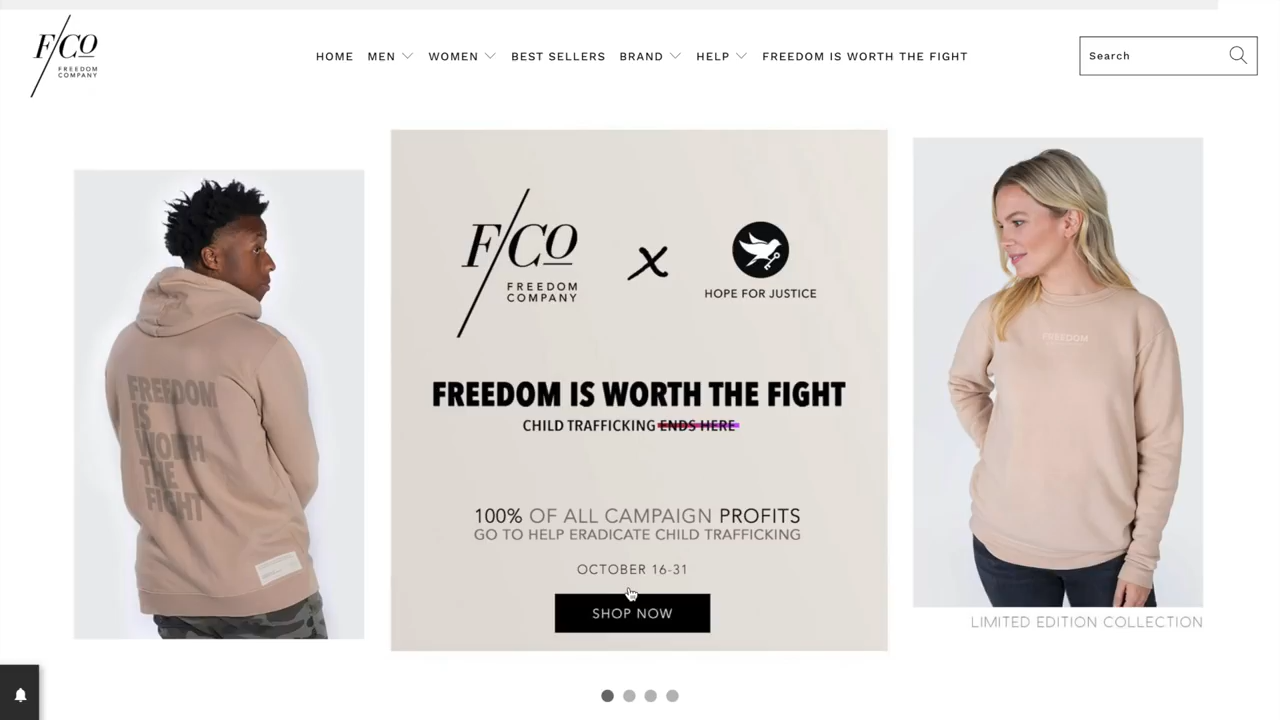 F/CO
FREEDOM
COMPANY
HOME MEN WOMEN BEST SELLERS BRAND HELP FREEDOM IS WORTH THE FIGHT
Search
FREEDOM
IS
WORTH
THE
FIGHT
F/CO
FREEDOM
COMPANY
X
HOPE FOR JUSTICE
FREEDOM IS WORTH THE FIGHT
CHILD TRAFFICKING ENDS HERE
100% OF ALL CAMPAIGN PROFITS
GO TO HELP ERADICATE CHILD TRAFFICKING
OCTOBER 16-31
SHOP NOW
FREEDOM
LIMITED EDITION COLLECTION